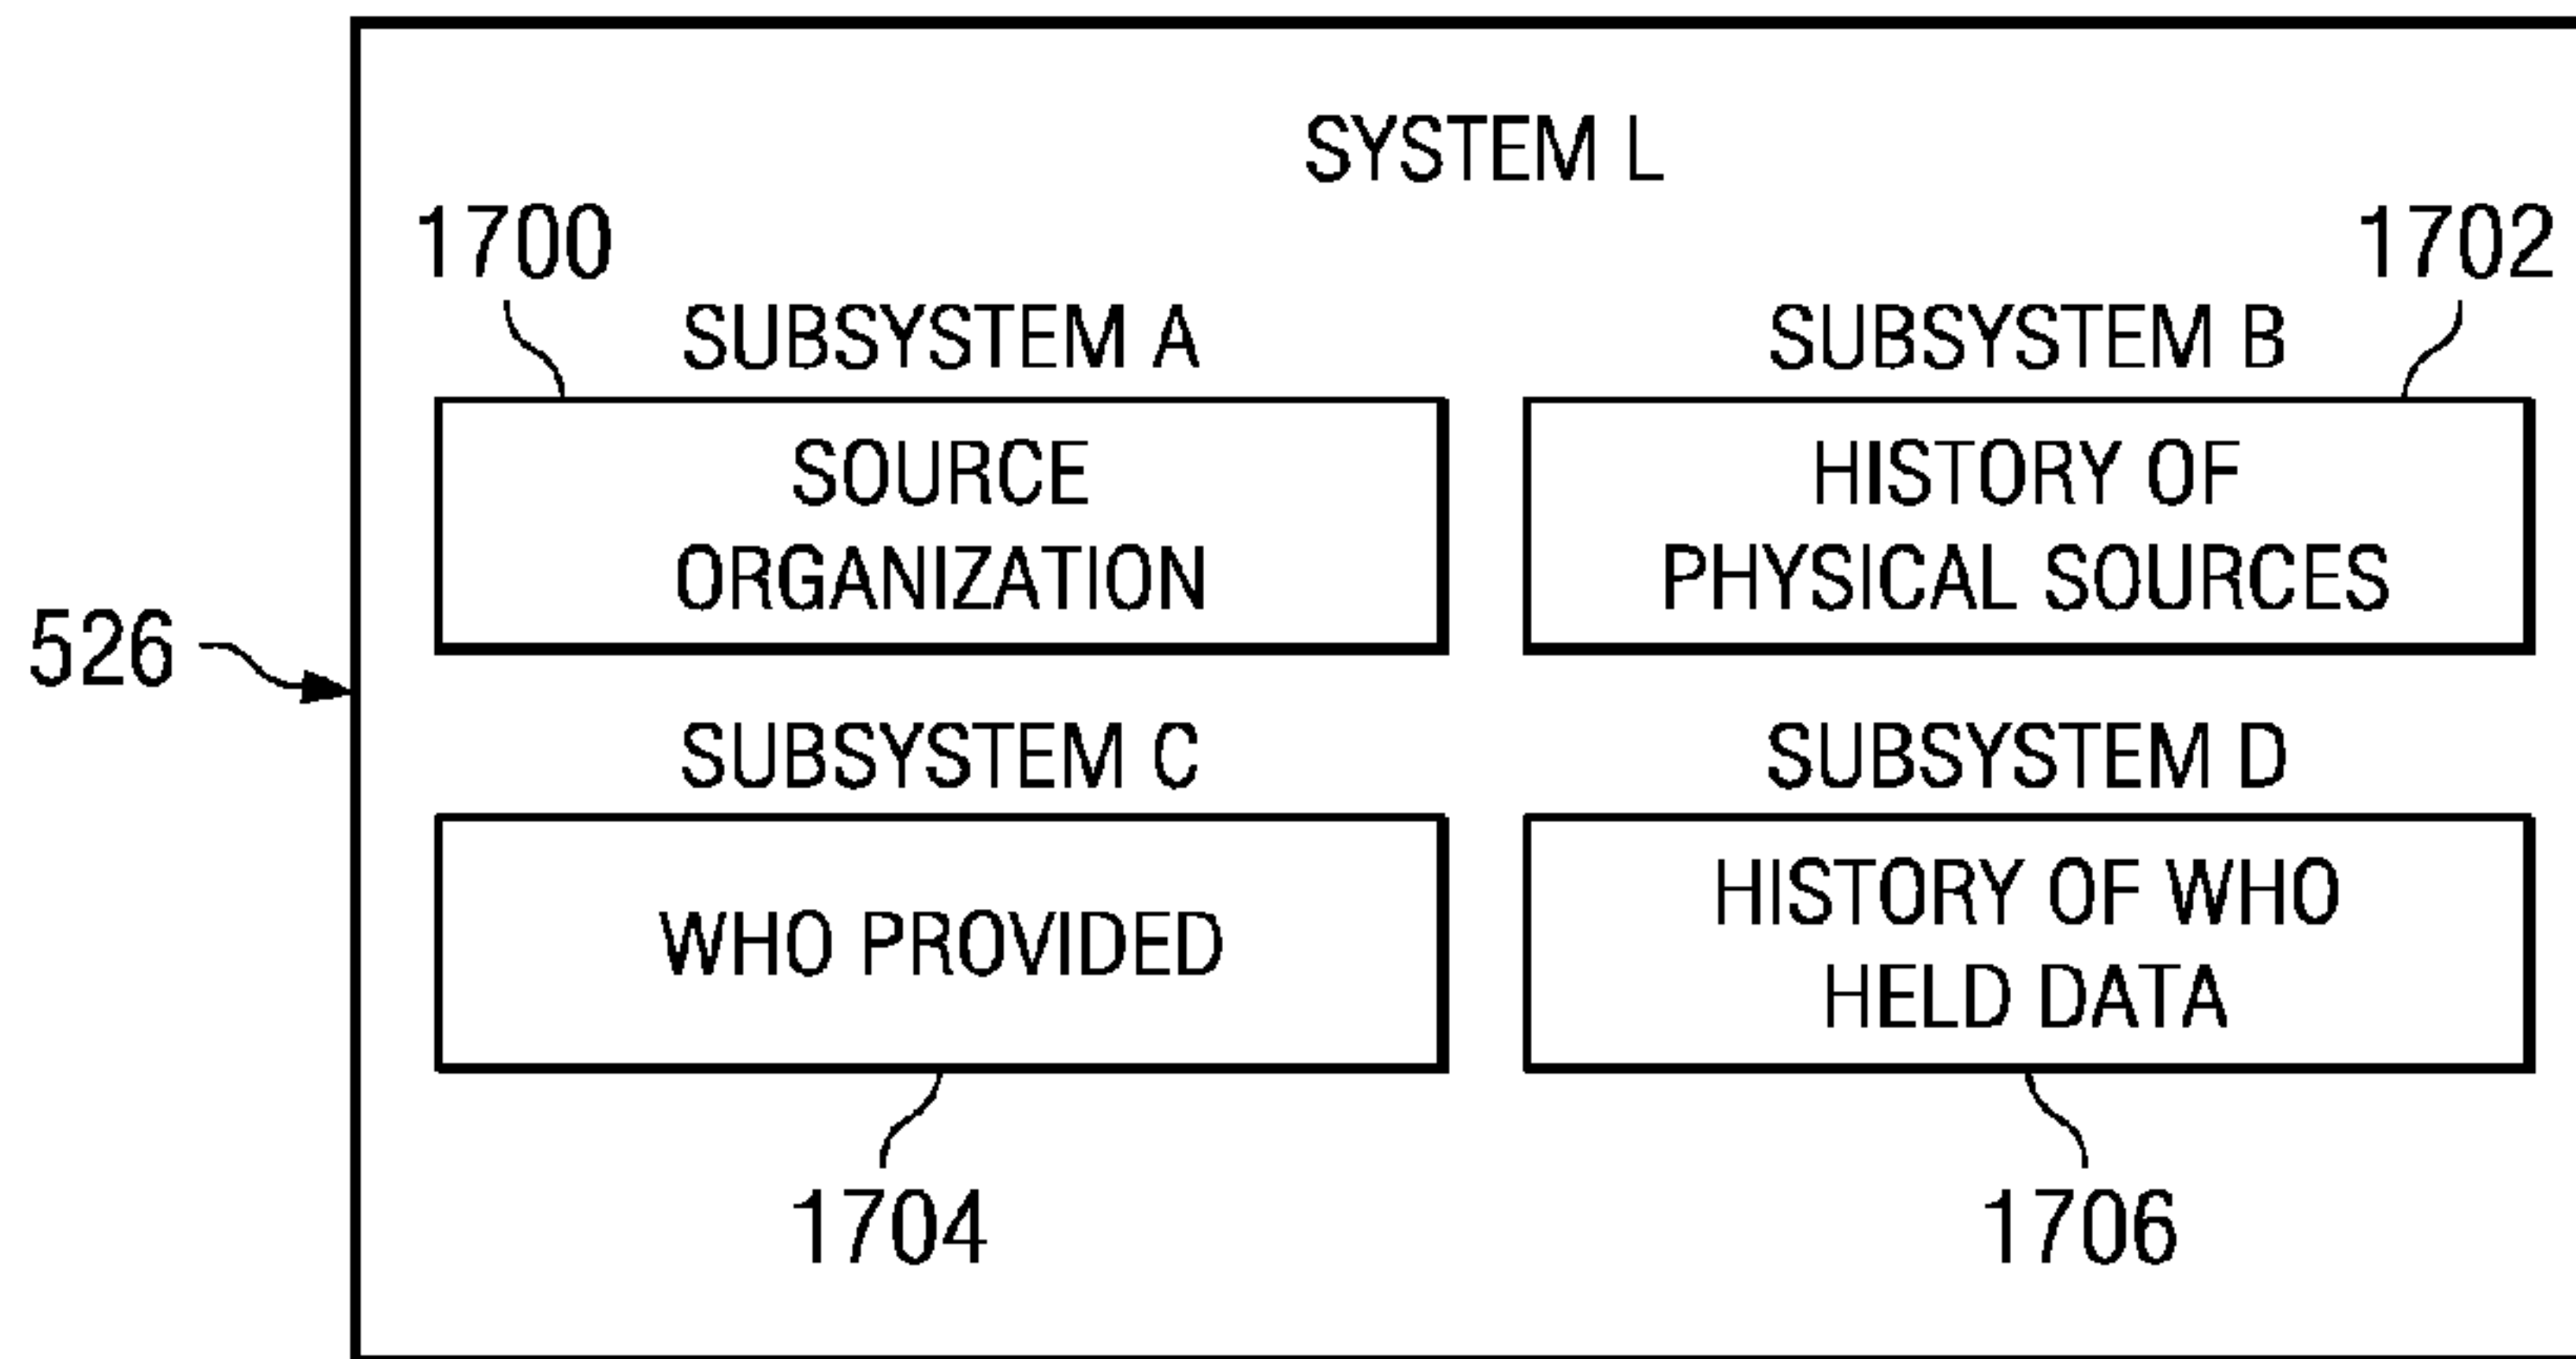 SYSTEM L
1700
1702
SUBSYSTEM A
SUBSYSTEM B
SOURCE
ORGANIZATION
HISTORY OF
PHYSICAL SOURCES
526
SUBSYSTEM C
SUBSYSTEM D
WHO PROVIDED
HISTORY OF WHO
HELD DATA
1704
1706